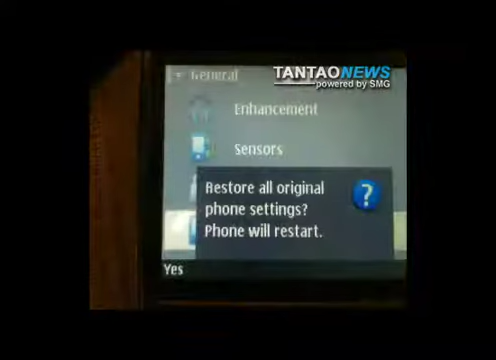 General
TANTAONEWS
powered by SMG
Enhancement
Sensors
Restore all original
phone settings?
Phone will restart.
?
Yes